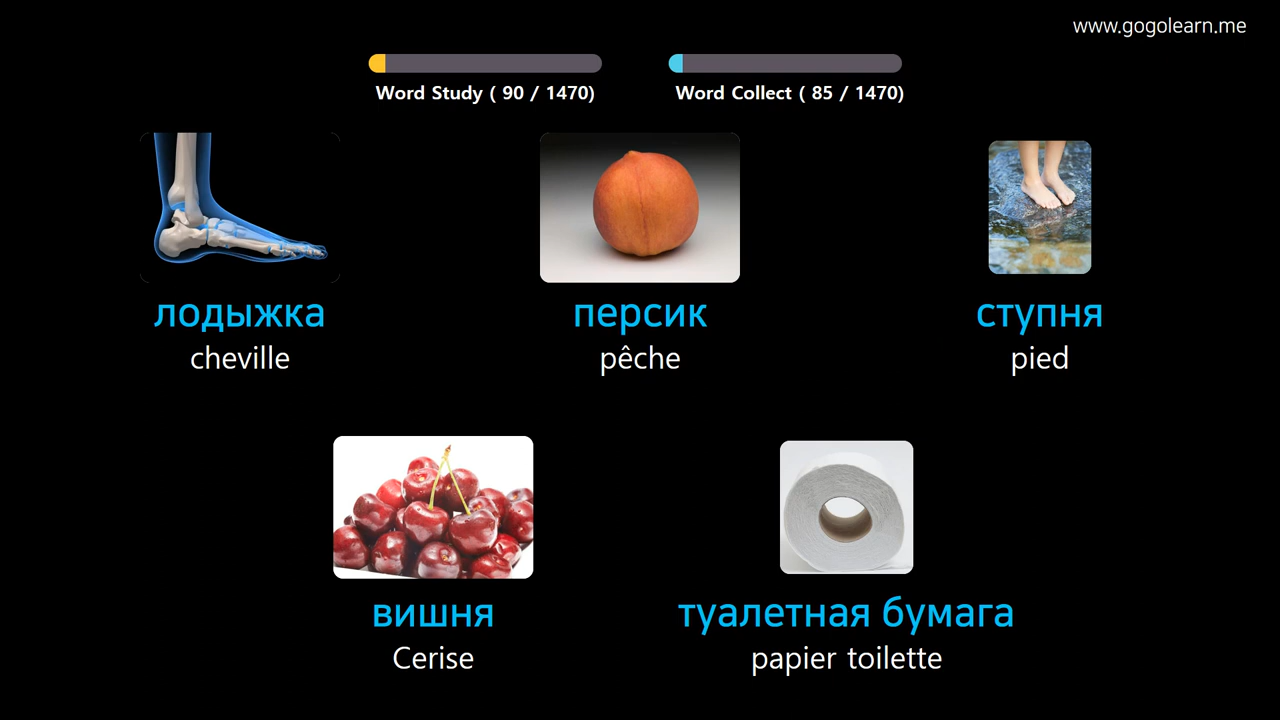 www.gogolearn.me
Word Study ( 90 / 1470)
Word Collect ( 85 / 1470)
лодыжка
cheville
персик
pêche
ступня
pied
вишня
Cerise
туалетная бумага
papier toilette